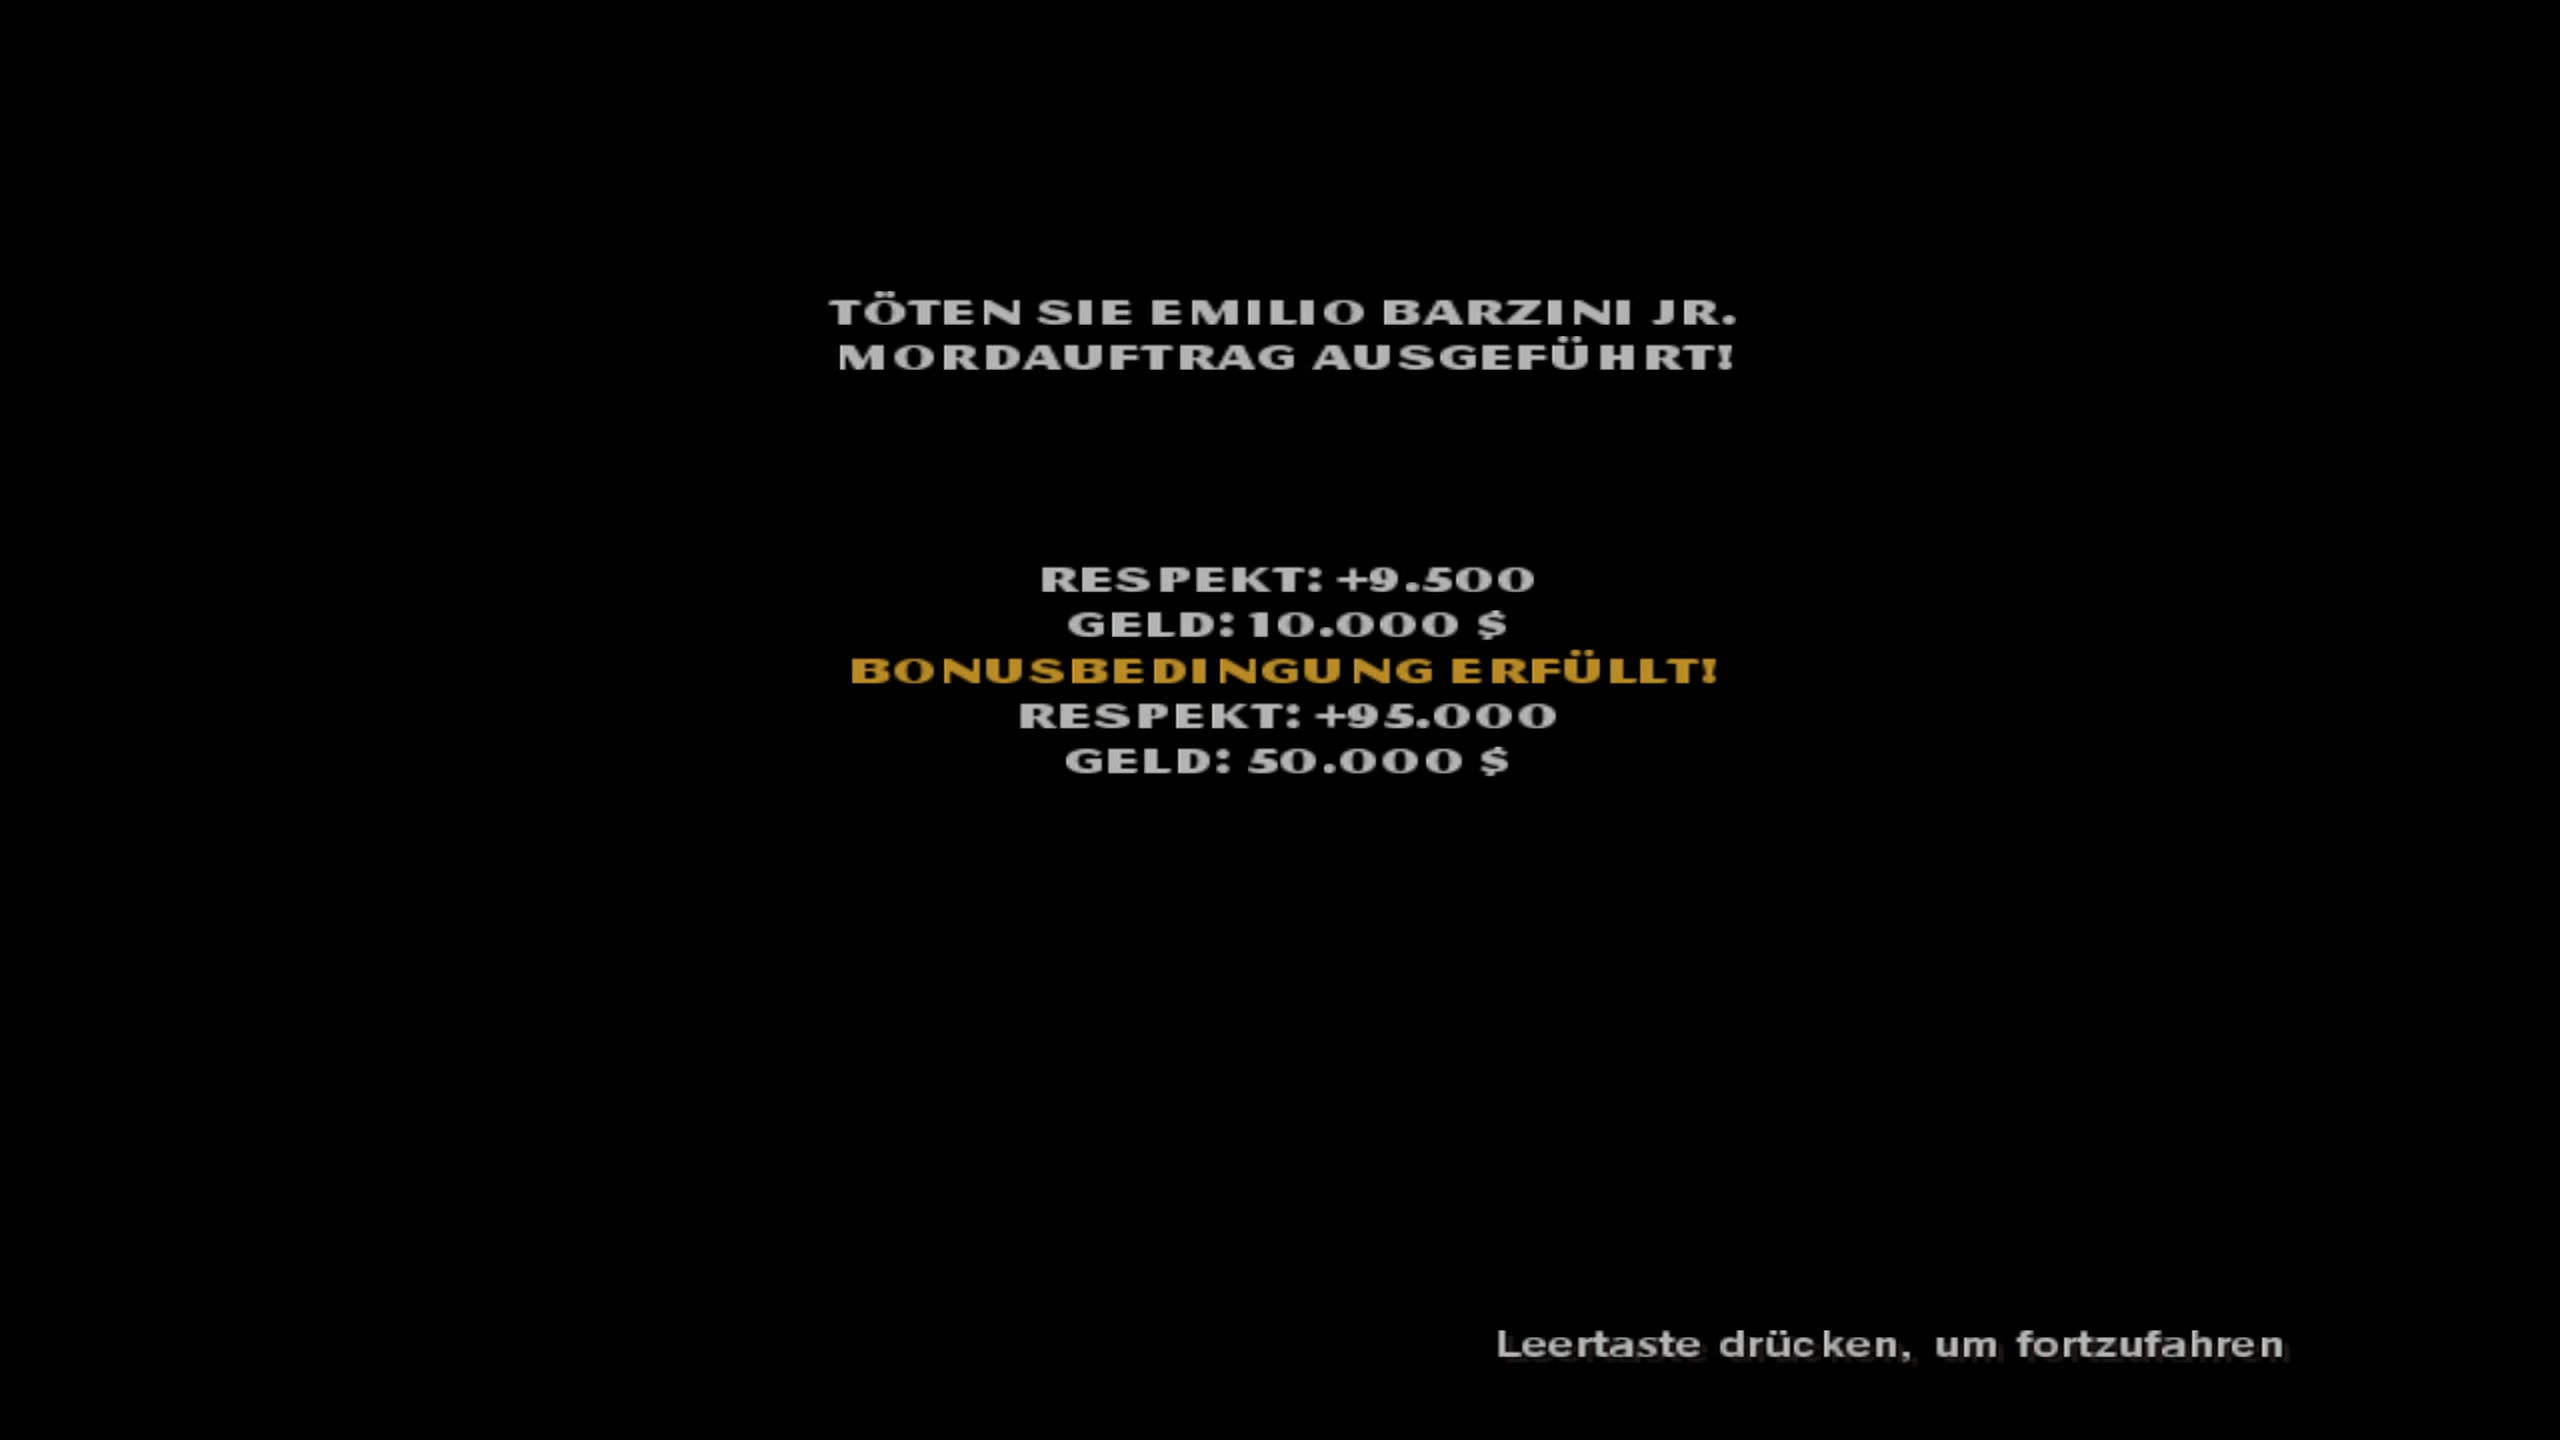 TÖTEN SIE EMILIO BARZINI JR.
MORDAUFTRAG AUSGEFÜHRT!
RESPEKT: +9.500
GELD: 10.000 $
BONUSBEDINGUNG ERFÜLLT!
RESPEKT: +95.000
GELD: 50.000 $
Leertaste drücken, um fortzufahren